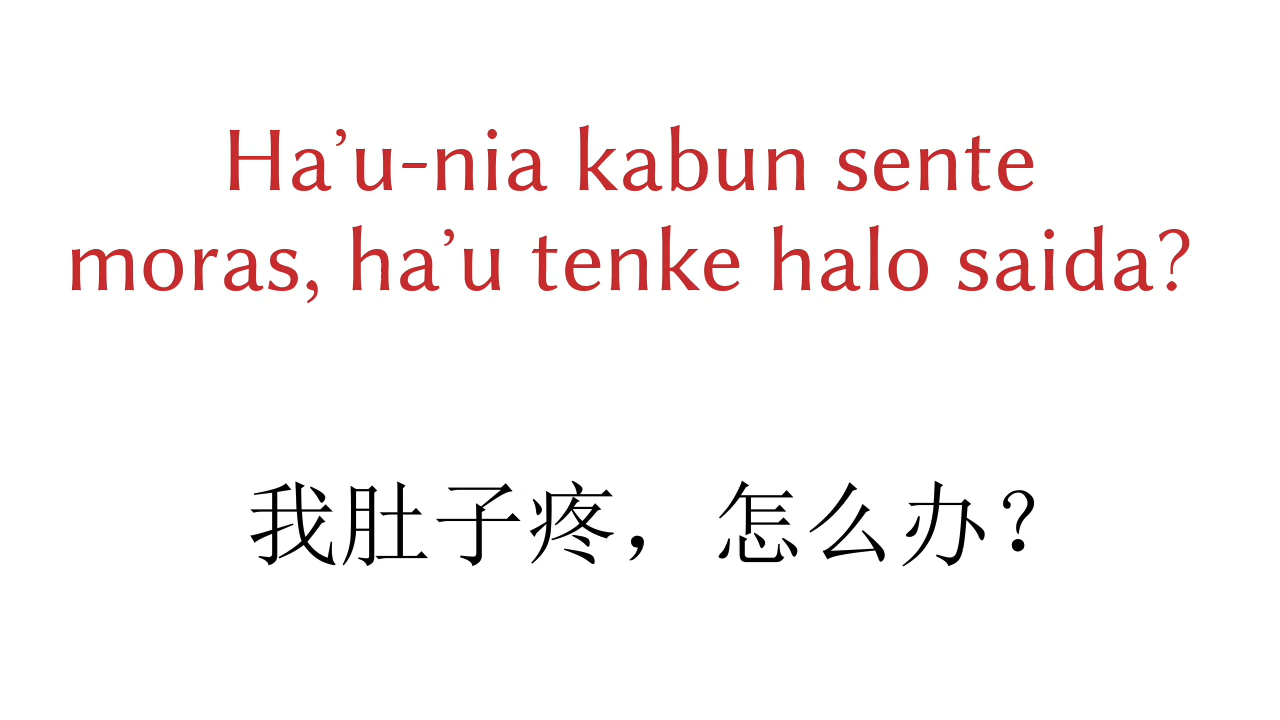 Ha’u-nia kabun sente
moras, ha’u tenke halo saida?
我肚子疼，怎么办？